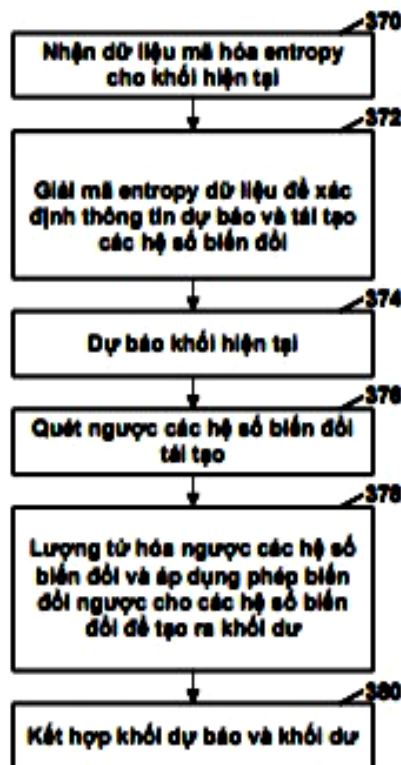 370
Nhận dữ liệu mã hóa entropy
cho khối hiện tại
372
Giải mã entropy dữ liệu để xác
định thông tin dự báo và tái tạo
các hệ số biến đổi
374
Dự báo khối hiện tại
376
Quét ngược các hệ số biến đổi
tái tạo
378
Lượng tử hóa ngược các hệ số
biến đổi và áp dụng phép biến
đổi ngược cho các hệ số biến
đổi để tạo ra khối dư
380
Kết hợp khối dự báo và khối dư